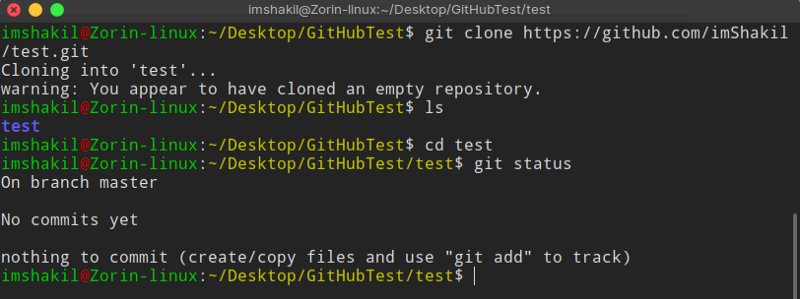 imshakil@Zorin-linux:~/Desktop/GitHubTest/test
imshakil@Zorin-linux:~/Desktop/GitHubTest$ git clone https://github.com/imShakil
/test.git
Cloning into 'test'...
warning: You appear to have cloned an empty repository.
imshakil@Zorin-linux:~/Desktop/GitHubTest$ ls
test
imshakil@Zorin-linux:~/Desktop/GitHubTest$ cd test
imshakil@Zorin-linux:~/Desktop/GitHubTest/test$ git status
On branch master
No commits yet
nothing to commit (create/copy files and use "git add" to track)
imshakil@Zorin-linux:~/Desktop/GitHubTest/test$